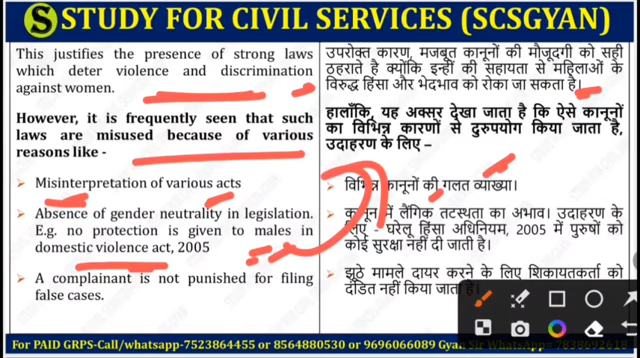 S STUDY FOR CIVIL SERVICES (SCSGYAN)
This justifies the presence of strong laws
which deter violence and discrimination
against women.
However, it is frequently seen that such
laws are misused because of various
reasons like -
Misinterpretation of various acts
Absence of gender neutrality in legislation.
E.g. no protection is given to males in
domestic violence act, 2005
A complainant is not punished for filing
false cases.
उपरोक्त कारण, मजबूत कानूनों की मौजूदगी को सही
ठहराते है क्योंकि इन्हीं की सहायता से महिलाओं के
विरुद्ध हिंसा और भेदभाव को रोका जा सकता है।
हालाँकि, यह अक्सर देखा जाता है कि ऐसे कानूनों
का विभिन्न कारणों से दुरुपयोग किया जाता है,
उदाहरण के लिए –
विभिन्न कानूनों की गलत व्याख्या।
कानून में लैंगिक तटस्थता का अभाव। उदाहरण के
लिए - घरेलू हिंसा अधिनियम, 2005 में पुरुषों को
कोई सुरक्षा नहीं दी जाती है।
झूठे मामले दायर करने के लिए शिकायतकर्ता को
दंडित नहीं किया जाता है।
For PAID GRPS-Call/whatsapp-7523864455 or 8564880530 or 9696066089 Gyan Sir WhatsApp= 7838692618